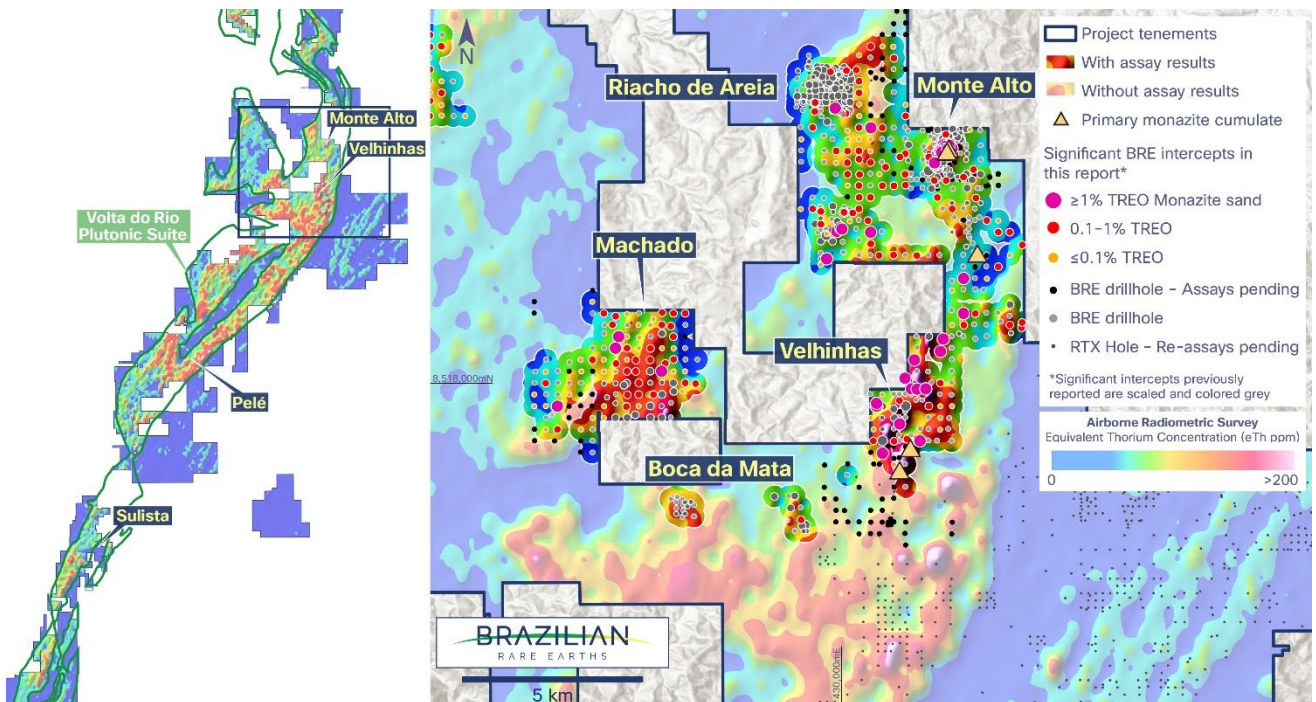 Monte Alto
Velhinhas
Volta do Rio
Plutonic Suite
Pelé
Sulista
N
Riacho de Areia
Monte Alto
Machado
Velhinhas
Boca da Mata
8,518,000mN
430,000mE
BRAZILIAN
RARE EARTHS
5 km
Project tenements
With assay results
Without assay results
Primary monazite cumulate
Significant BRE intercepts in
this report*
≥1% TREO Monazite sand
0.1–1% TREO
≤0.1% TREO
BRE drillhole – Assays pending
BRE drillhole
RTX Hole – Re-assays pending
*Significant intercepts previously
reported are scaled and colored grey
Airborne Radiometric Survey
Equivalent Thorium Concentration (eTh ppm)
0 >200